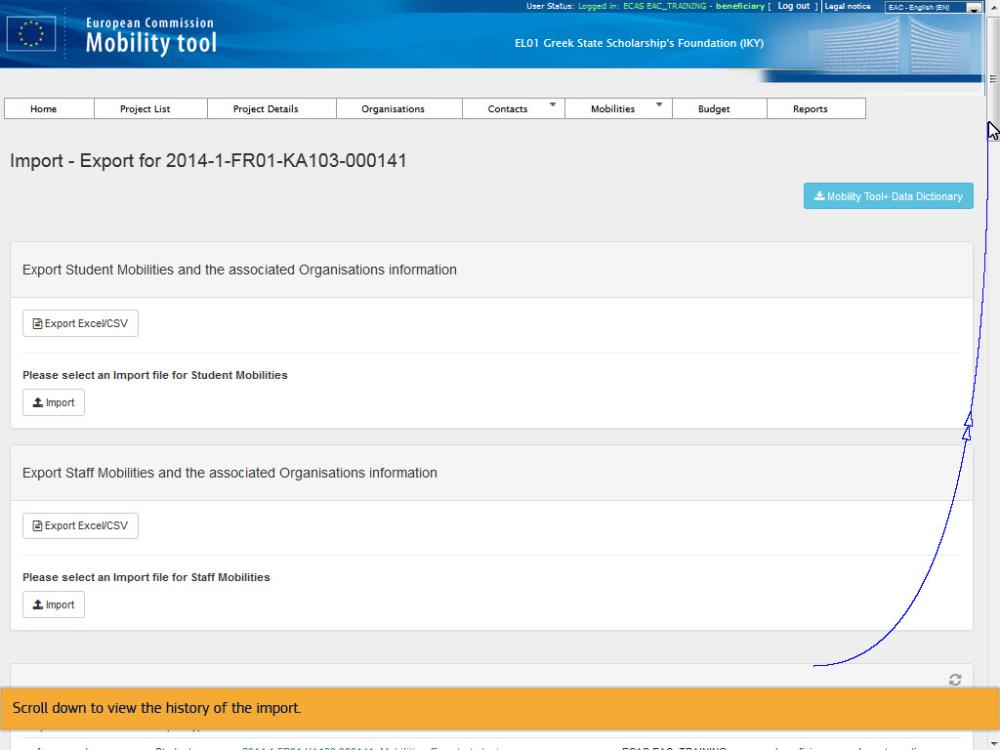 User Status: Logged in: ECAS EAC_TRAINING - beneficiary [ Log out ] Legal notice EAC - English (EN)
European Commission
Mobility tool
EL01 Greek State Scholarship's Foundation (IKY)
Home Project List Project Details Organisations Contacts Mobilities Budget Reports
Import - Export for 2014-1-FR01-KA103-000141
Mobility Tool+ Data Dictionary
Export Student Mobilities and the associated Organisations information
Export Excel/CSV
Please select an Import file for Student Mobilities
Import
Export Staff Mobilities and the associated Organisations information
Export Excel/CSV
Please select an Import file for Staff Mobilities
Import
Scroll down to view the history of the import.